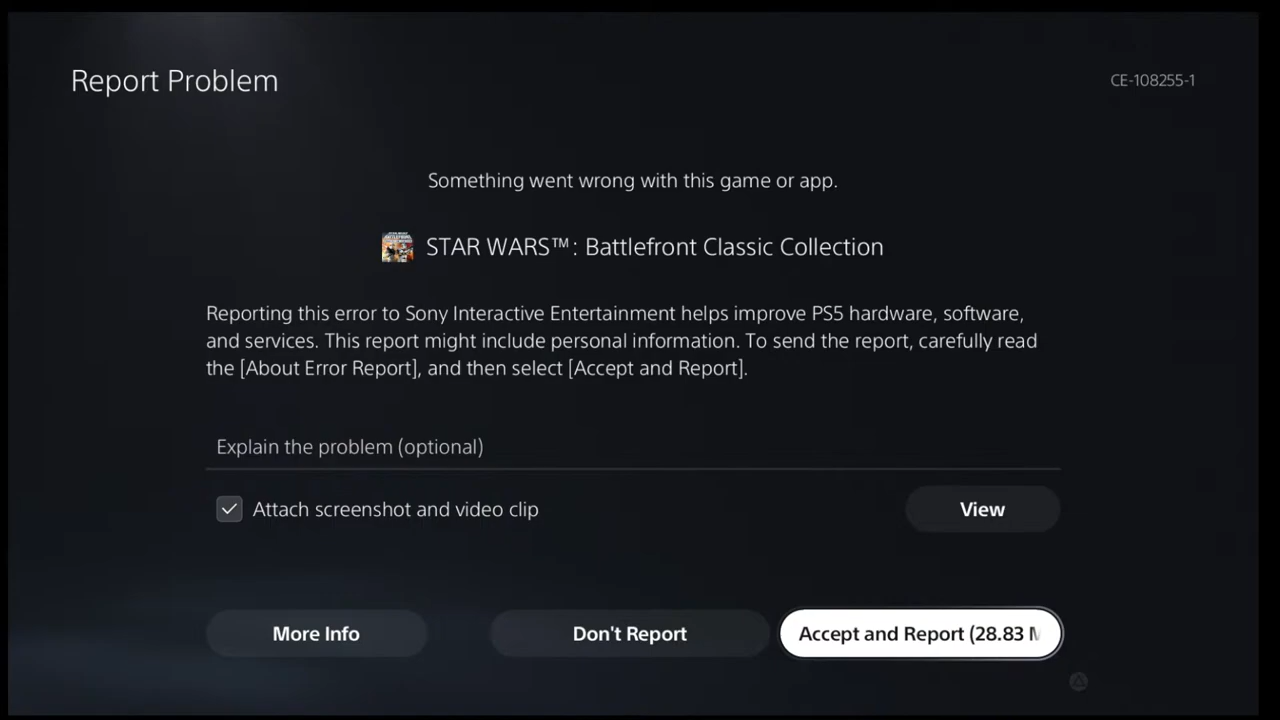 Report Problem
CE-108255-1
Something went wrong with this game or app.
STAR WARS™: Battlefront Classic Collection
Reporting this error to Sony Interactive Entertainment helps improve PS5 hardware, software,
and services. This report might include personal information. To send the report, carefully read
the [About Error Report], and then select [Accept and Report].
Explain the problem (optional)
Attach screenshot and video clip
View
More Info
Don't Report
Accept and Report (28.83 M